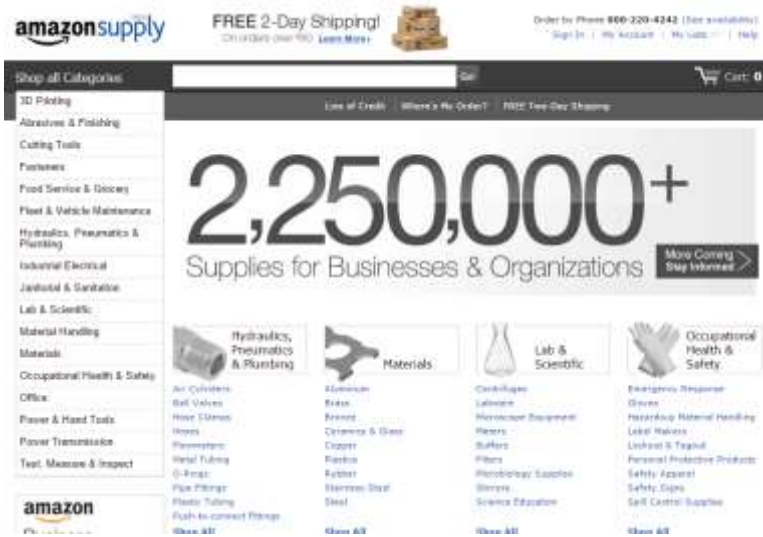 amazonsupply
FREE 2-Day Shipping!
On orders over $50 Learn More›
Order by Phone 800-220-4242 (See availability)
Sign In | My Account | My Lists | Help
Shop all Categories
Go
Cart: 0
3D Printing
Abrasives & Finishing
Cutting Tools
Fasteners
Food Service & Grocery
Fleet & Vehicle Maintenance
Hydraulics, Pneumatics &
Plumbing
Industrial Electrical
Janitorial & Sanitation
Lab & Scientific
Material Handling
Materials
Occupational Health & Safety
Office
Power & Hand Tools
Power Transmission
Test, Measure & Inspect
amazon
Business
Line of Credit | Where's My Order? | FREE Two-Day Shipping
2,250,000+
Supplies for Businesses & Organizations
More Coming
Stay Informed
Hydraulics,
Pneumatics
& Plumbing
Air Cylinders
Ball Valves
Hose Clamps
Hoses
Metal Tubing
O-Rings
Pipe Fittings
Plastic Tubing
Push-to-connect Fittings
Shop All
Materials
Aluminum
Brass
Bronze
Ceramics & Glass
Copper
Plastics
Rubber
Stainless Steel
Steel
Shop All
Lab &
Scientific
Centrifuges
Labware
Microscope Equipment
Meters
Buffers
Filters
Microbiology Supplies
Stirrers
Science Education
Shop All
Occupational
Health &
Safety
Emergency Response
Gloves
Hazardous Material Handling
Label Makers
Lockout & Tagout
Personal Protective Products
Safety Apparel
Safety Signs
Spill Control Supplies
Shop All